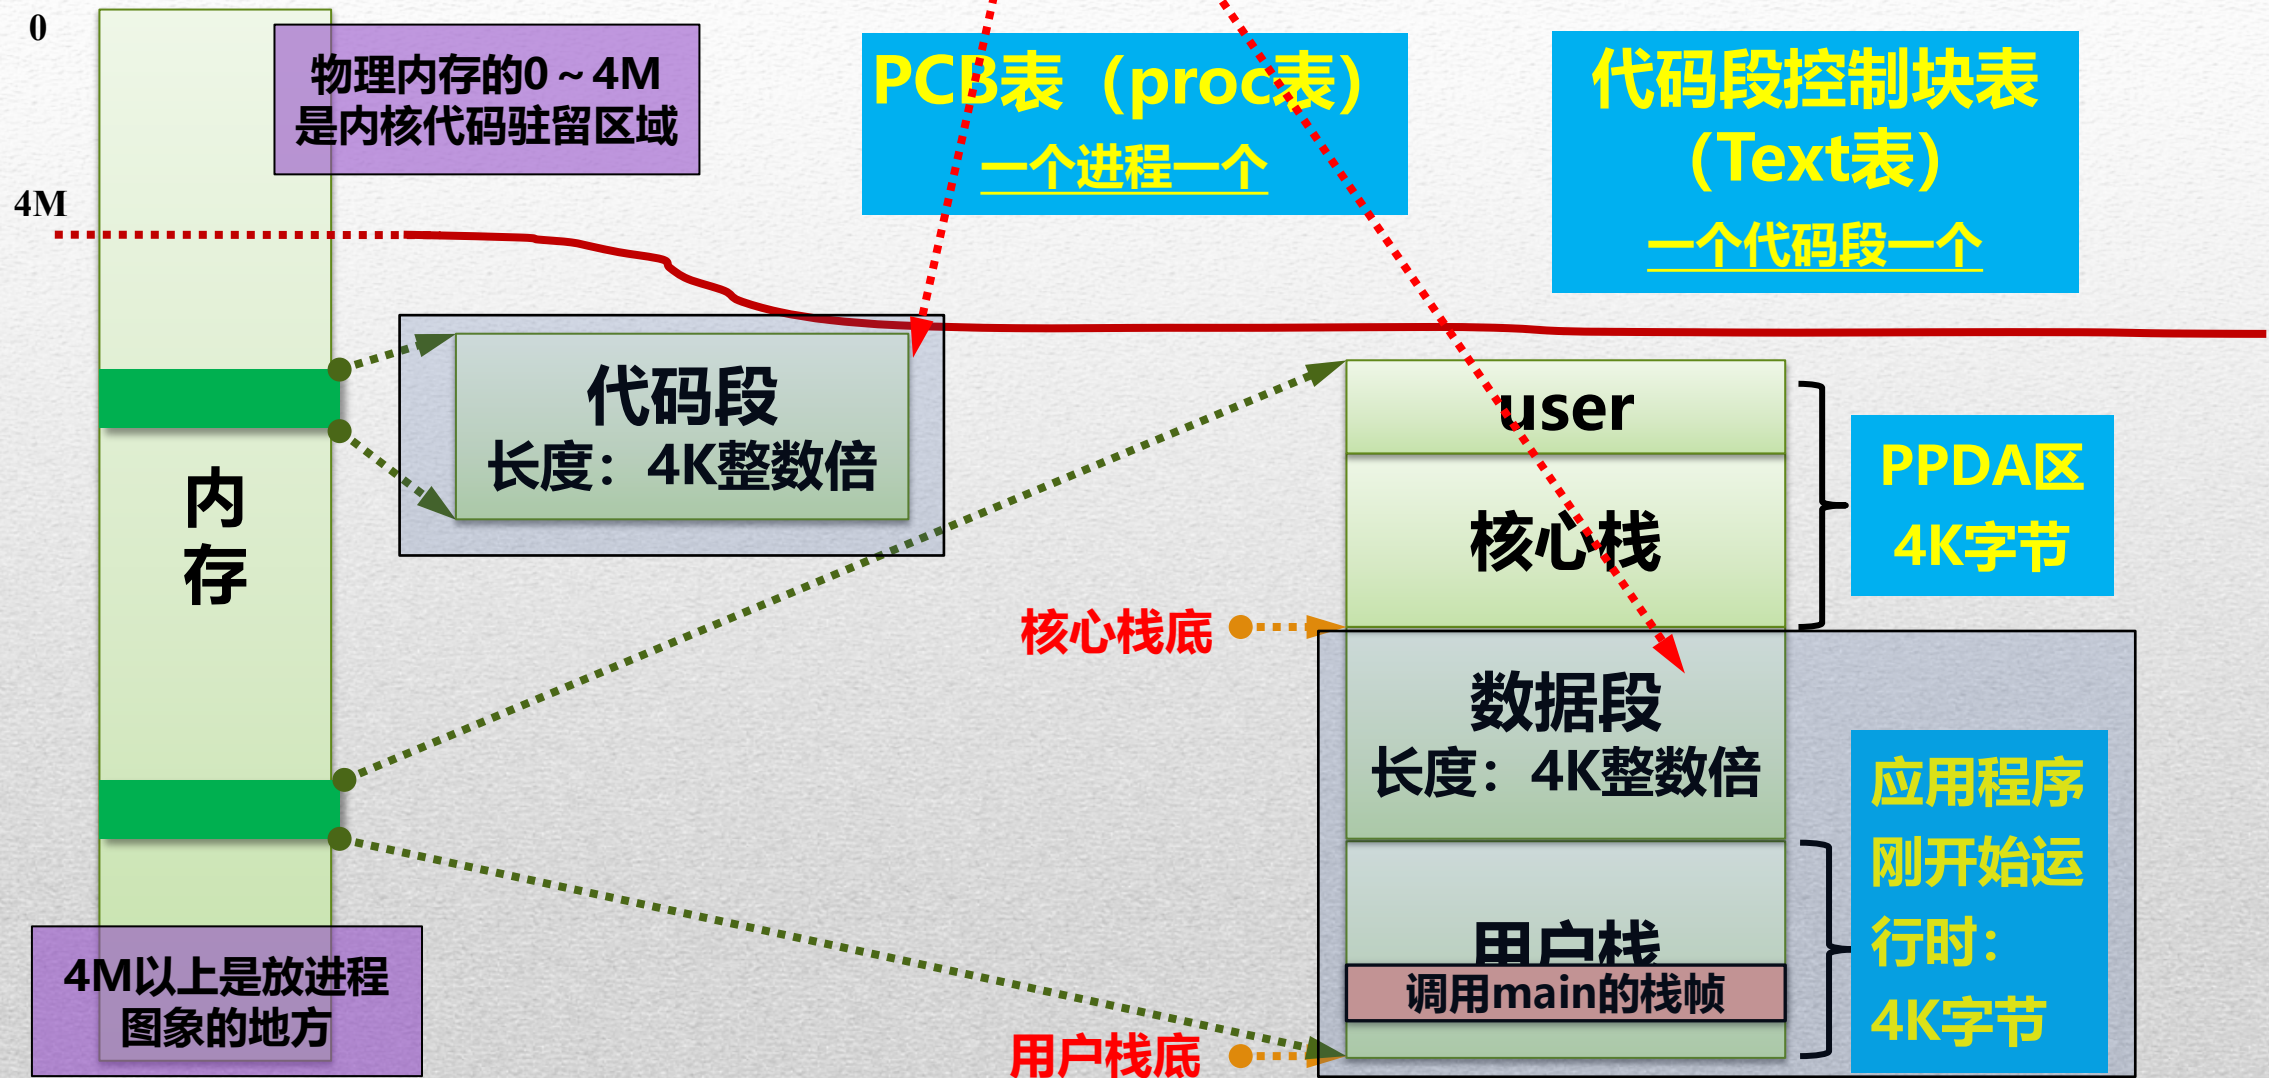 0
物理内存的0～4M
是内核代码驻留区域
PCB表（proc表）
一个进程一个
代码段控制块表
（Text表）
一个代码段一个
4M
代码段
长度：4K整数倍
user
核心栈
PPDA区
4K字节
内
存
核心栈底
数据段
长度：4K整数倍
应用程序
刚开始运
行时：
4K字节
用户栈
调用main的栈帧
4M以上是放进程
图象的地方
用户栈底